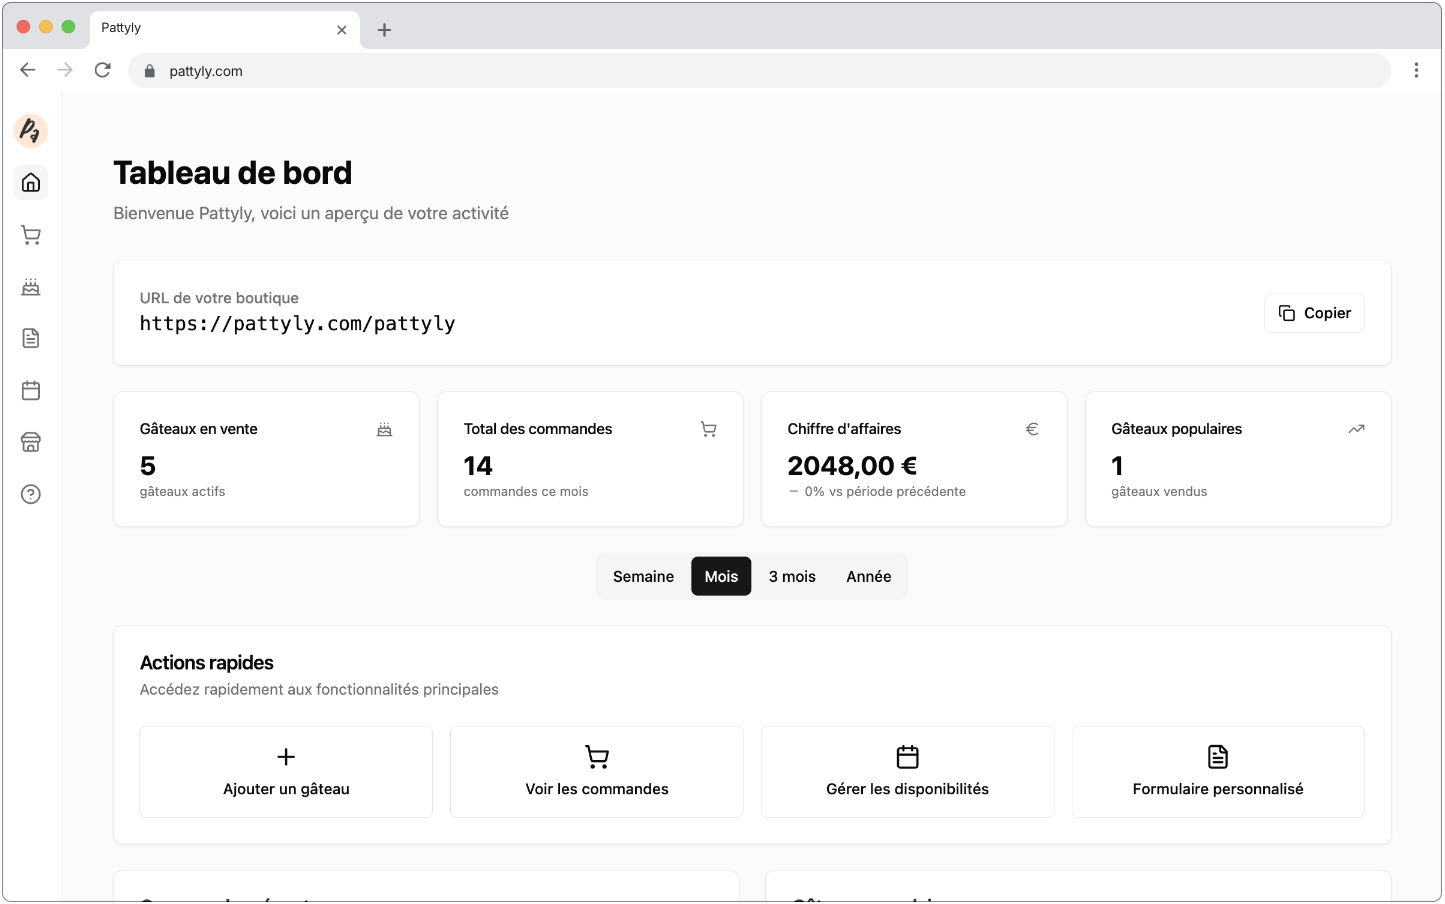 Pattyly
pattyly.com
Pa
Tableau de bord
Bienvenue Pattyly, voici un aperçu de votre activité
URL de votre boutique
https://pattyly.com/pattyly
Copier
Gâteaux en vente
5
gâteaux actifs
Total des commandes
14
commandes ce mois
Chiffre d'affaires
€
2048,00 €
— 0% vs période précédente
Gâteaux populaires
1
gâteaux vendus
Semaine
Mois
3 mois
Année
Actions rapides
Accédez rapidement aux fonctionnalités principales
Ajouter un gâteau
Voir les commandes
Gérer les disponibilités
Formulaire personnalisé